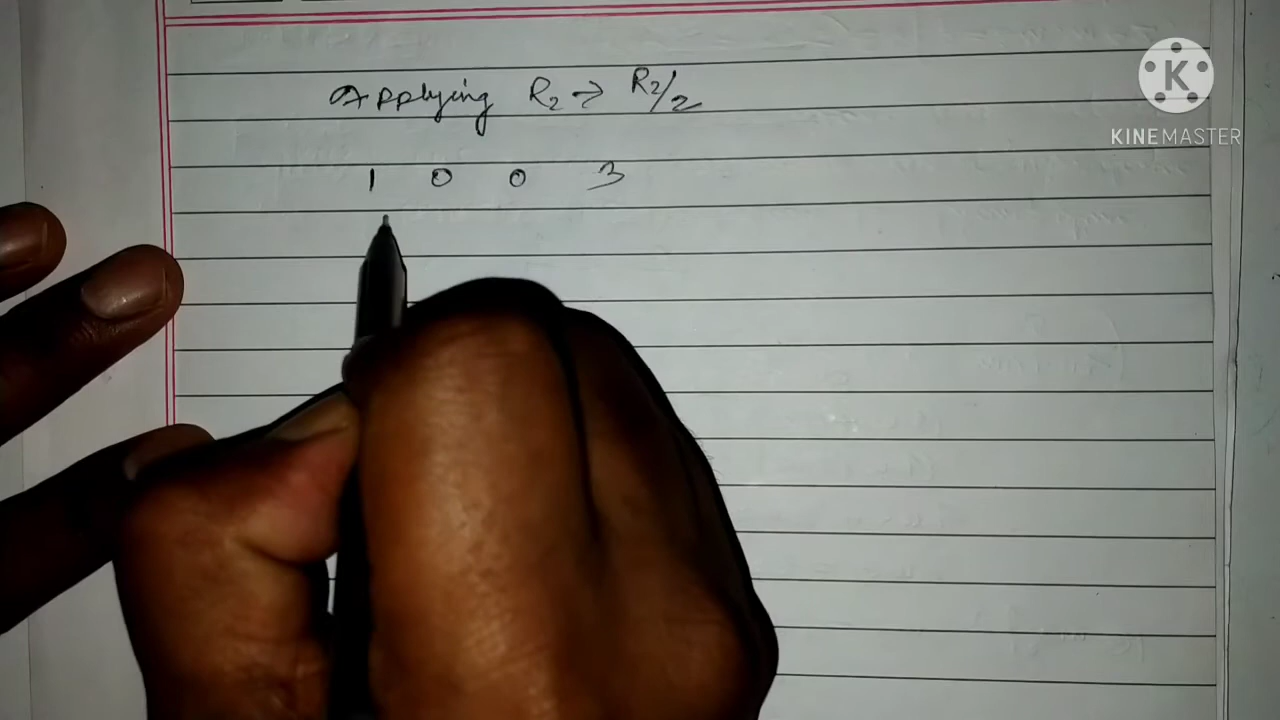 Applying R₂ → R₂/2
1 0 0 3
K
KINEMASTER